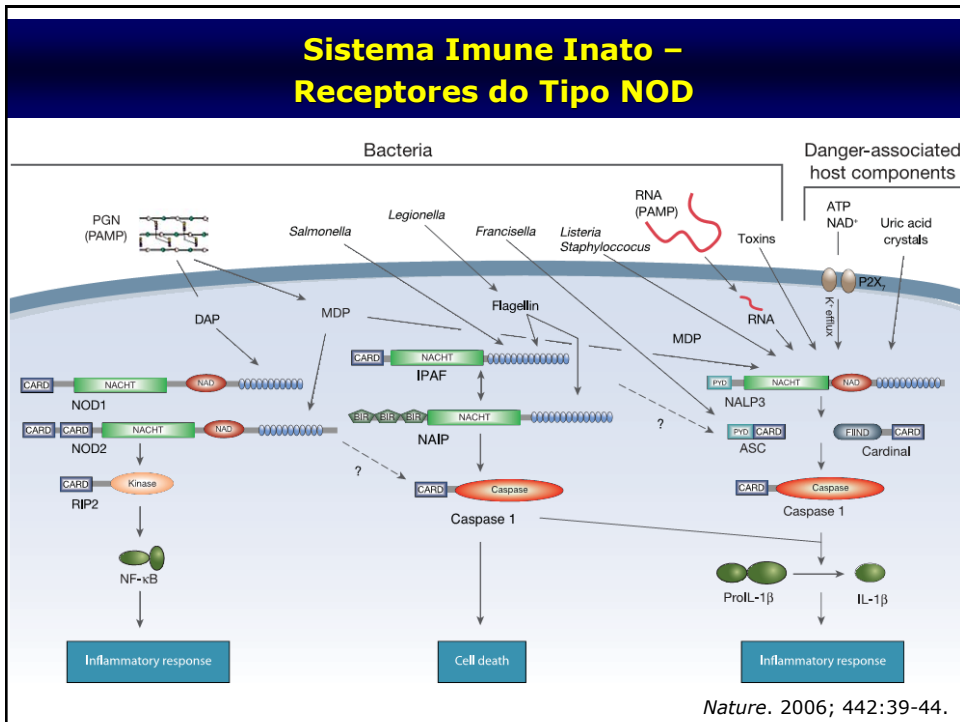 Sistema Imune Inato –
Receptores do Tipo NOD
Bacteria
Danger-associated
host components
PGN
(PAMP)
Salmonella
Legionella
Francisella
Listeria
Staphyloccocus
RNA
(PAMP)
Toxins
ATP
NAD+
Uric acid
crystals
P2X7
K+ efflux
DAP
MDP
Flagellin
MDP
RNA
CARD NACHT NAD
NOD1
CARD CARD NACHT NAD
NOD2
CARD Kinase
RIP2
NF-κB
Inflammatory response
CARD NACHT
IPAF
BIR BIR BIR NACHT
NAIP
?
CARD Caspase
Caspase 1
Cell death
PYD NACHT NAD
NALP3
?
PYD CARD
ASC
FIIND CARD
Cardinal
CARD Caspase
Caspase 1
ProIL-1β
IL-1β
Inflammatory response
Nature. 2006; 442:39-44.